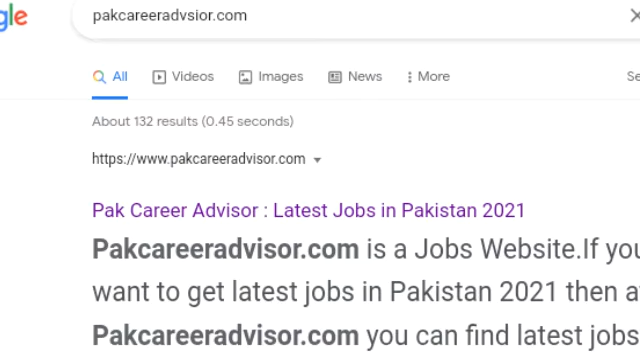 gle
pakcareeradvsior.com
All Videos Images News More Se
About 132 results (0.45 seconds)
https://www.pakcareeradvisor.com
Pak Career Advisor : Latest Jobs in Pakistan 2021
Pakcareeradvisor.com is a Jobs Website.If you
want to get latest jobs in Pakistan 2021 then
Pakcareeradvisor.com you can find latest jobs